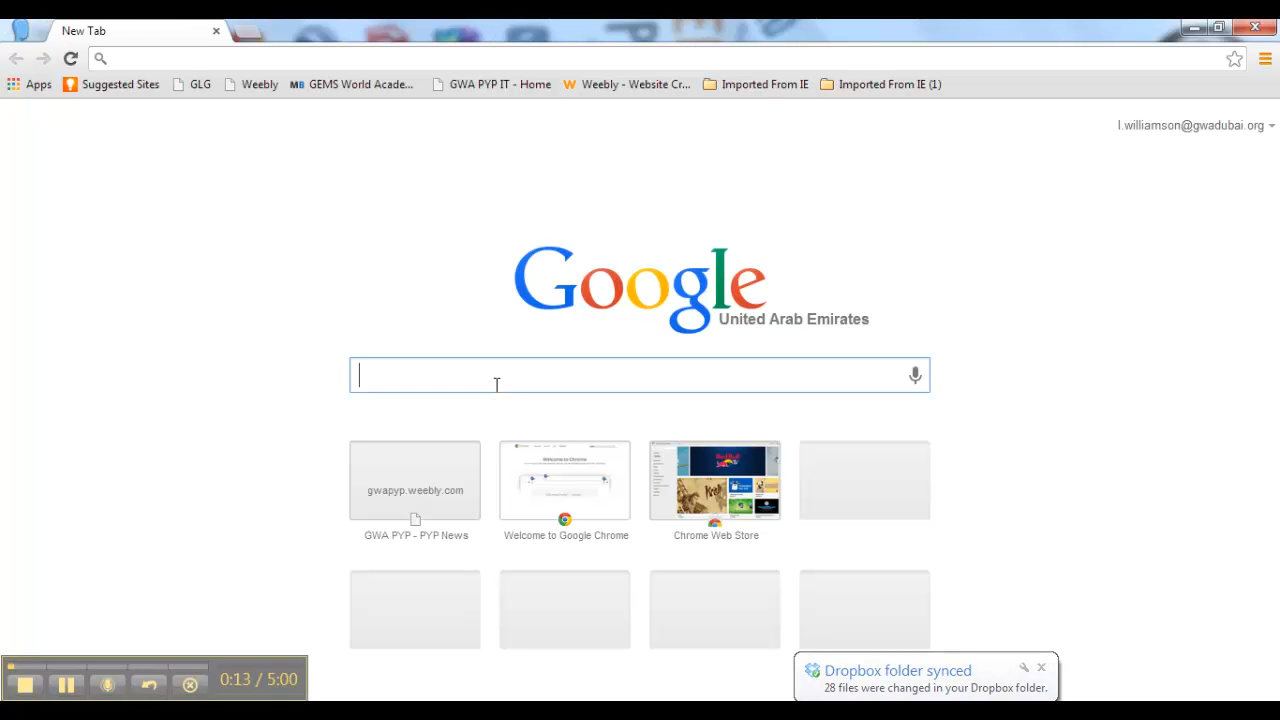 New Tab
Apps Suggested Sites GLG Weebly MB GEMS World Acade... GWA PYP IT - Home W Weebly - Website Cr... Imported From IE Imported From IE (1)
l.williamson@gwadubai.org
Google
United Arab Emirates
gwapyp.weebly.com
GWA PYP - PYP News Welcome to Google Chrome Chrome Web Store
0:13 / 5:00
Dropbox folder synced
28 files were changed in your Dropbox folder.